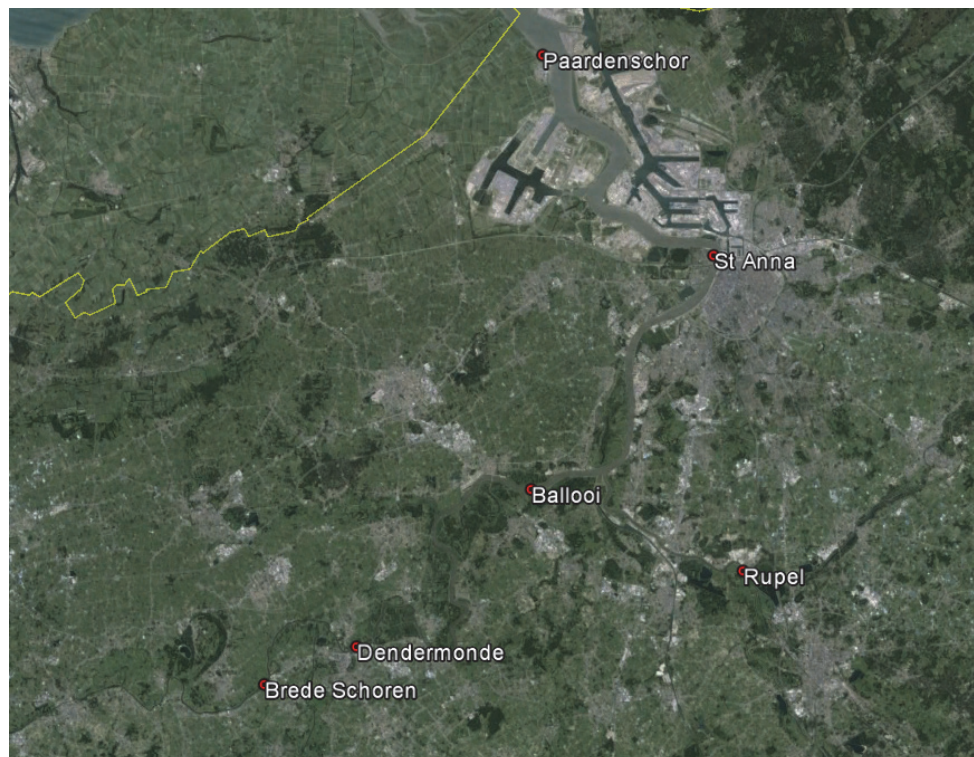 Paardenschor
St Anna
Ballooi
Rupel
Dendermonde
Brede Schoren